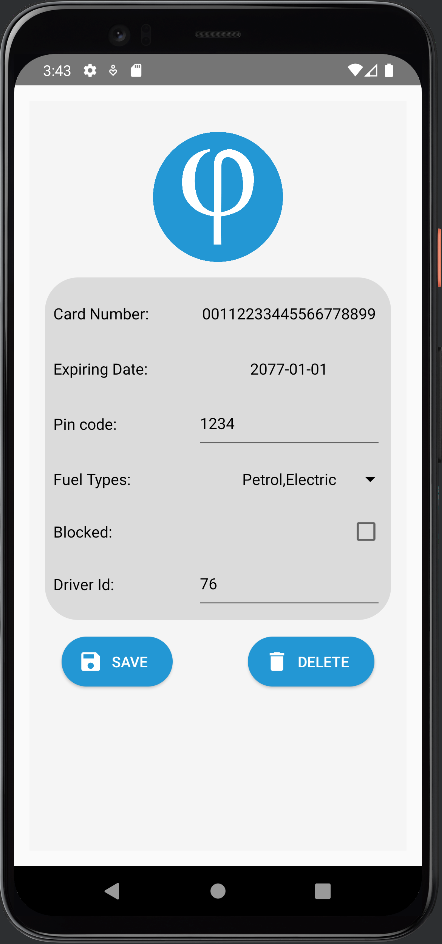 3:43
φ
Card Number: 00112233445566778899
Expiring Date: 2077-01-01
Pin code: 1234
Fuel Types: Petrol,Electric
Blocked:
Driver Id: 76
SAVE DELETE